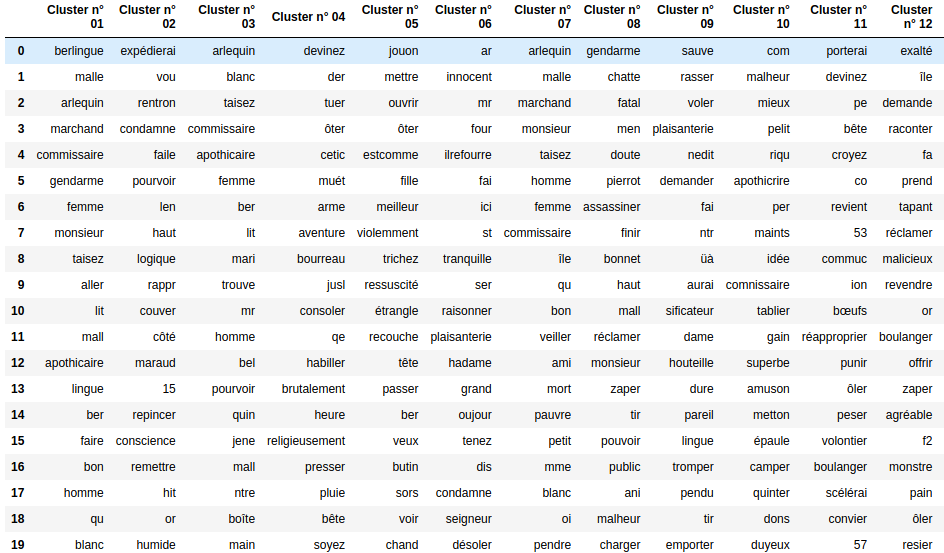 Cluster n° 01 Cluster n° 02 Cluster n° 03 Cluster n° 04 Cluster n° 05 Cluster n° 06 Cluster n° 07 Cluster n° 08 Cluster n° 09 Cluster n° 10 Cluster n° 11 Cluster n° 12
0 berlingue expédierai arlequin devinez jouon ar arlequin gendarme sauve com porterai exalté
1 malle vou blanc der mettre innocent malle chatte rasser malheur devinez île
2 arlequin rentron taisez tuer ouvrir mr marchand fatal voler mieux pe demande
3 marchand condamne commissaire ôter ôter four monsieur men plaisanterie pelit bête raconter
4 commissaire faile apothicaire cetic estcomme ilrefourre taisez doute nedit riqu croyez fa
5 gendarme pourvoir femme muét fille fai homme pierrot demander apothicrire co prend
6 femme len ber arme meilleur ici femme assassiner fai per revient tapant
7 monsieur haut lit aventure violemment st commissaire finir ntr maints 53 réclamer
8 taisez logique mari bourreau trichez tranquille île bonnet üà idée commuc malicieux
9 aller rappr trouve jusl ressuscité ser qu haut aurai comnissaire ion revendre
10 lit couver mr consoler étrangle raisonner bon mall sificateur tablier bœufs or
11 mall côté homme qe recouche plaisanterie veiller réclamer dame gain réapproprier boulanger
12 apothicaire maraud bel habiller tête hadame ami monsieur houteille superbe punir offrir
13 lingue 15 pourvoir brutalement passer grand mort zaper dure amuson ôler zaper
14 ber repincer quin heure ber oujour pauvre tir pareil metton peser agréable
15 faire conscience jene religieusement veux tenez petit pouvoir lingue épaule volontier f2
16 bon remettre mall presser butin dis mme public tromper camper boulanger monstre
17 homme hit ntre pluie sors condamne blanc ani pendu quinter scélérai pain
18 qu or boîte bête voir seigneur oi malheur tir dons convier ôler
19 blanc humide main soyez chand désoler pendre charger emporter duyeux 57 resier